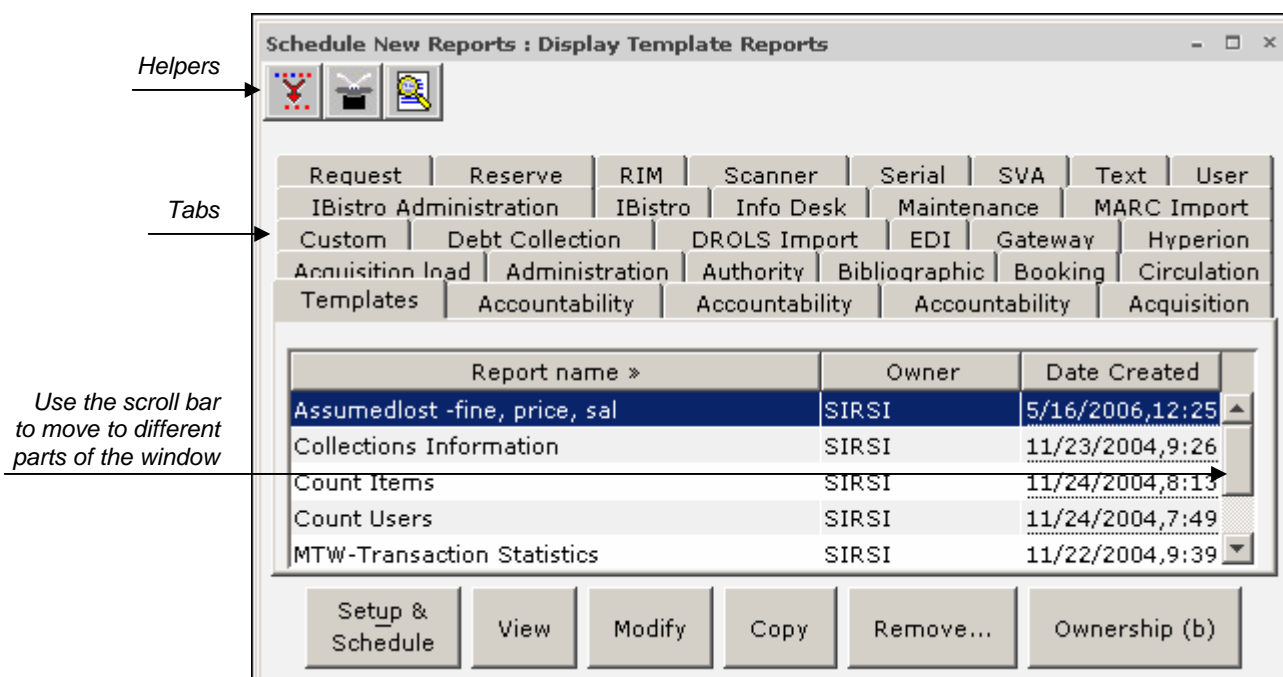 Schedule New Reports : Display Template Reports
Helpers
Request Reserve RIM Scanner Serial SVA Text User
IBistro Administration IBistro Info Desk Maintenance MARC Import
Tabs
Custom Debt Collection DROLS Import EDI Gateway Hyperion
Acquisition load Administration Authority Bibliographic Booking Circulation
Templates Accountability Accountability Accountability Acquisition
Report name » Owner Date Created
Use the scroll bar
to move to different
parts of the window
Assumedlost -fine, price, sal SIRSI 5/16/2006,12:25
Collections Information SIRSI 11/23/2004,9:26
Count Items SIRSI 11/24/2004,8:13
Count Users SIRSI 11/24/2004,7:49
MTW-Transaction Statistics SIRSI 11/22/2004,9:39
Setup &
Schedule
View
Modify
Copy
Remove...
Ownership (b)